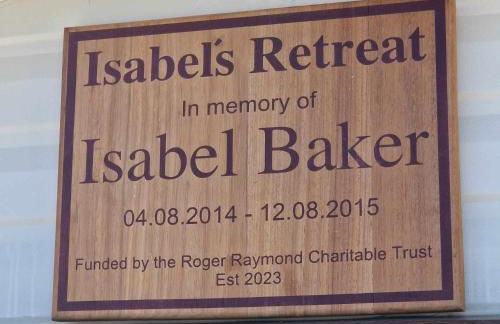 Isabel's Retreat
In memory of
Isabel Baker
04.08.2014 - 12.08.2015
Funded by the Roger Raymond Charitable Trust
Est 2023